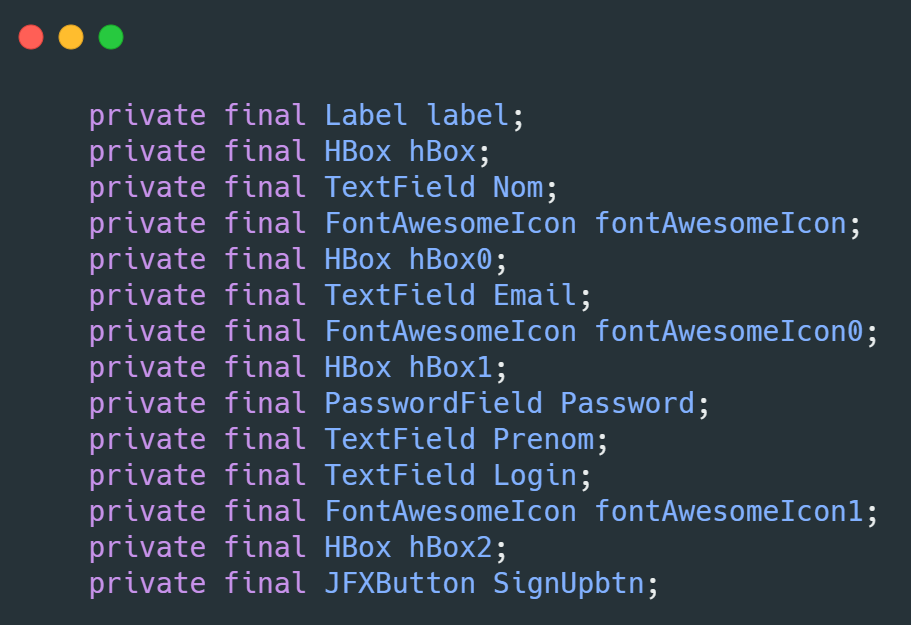 private final Label label;
private final HBox hBox;
private final TextField Nom;
private final FontAwesomeIcon fontAwesomeIcon;
private final HBox hBox0;
private final TextField Email;
private final FontAwesomeIcon fontAwesomeIcon0;
private final HBox hBox1;
private final PasswordField Password;
private final TextField Prenom;
private final TextField Login;
private final FontAwesomeIcon fontAwesomeIcon1;
private final HBox hBox2;
private final JFXButton SignUpbtn;